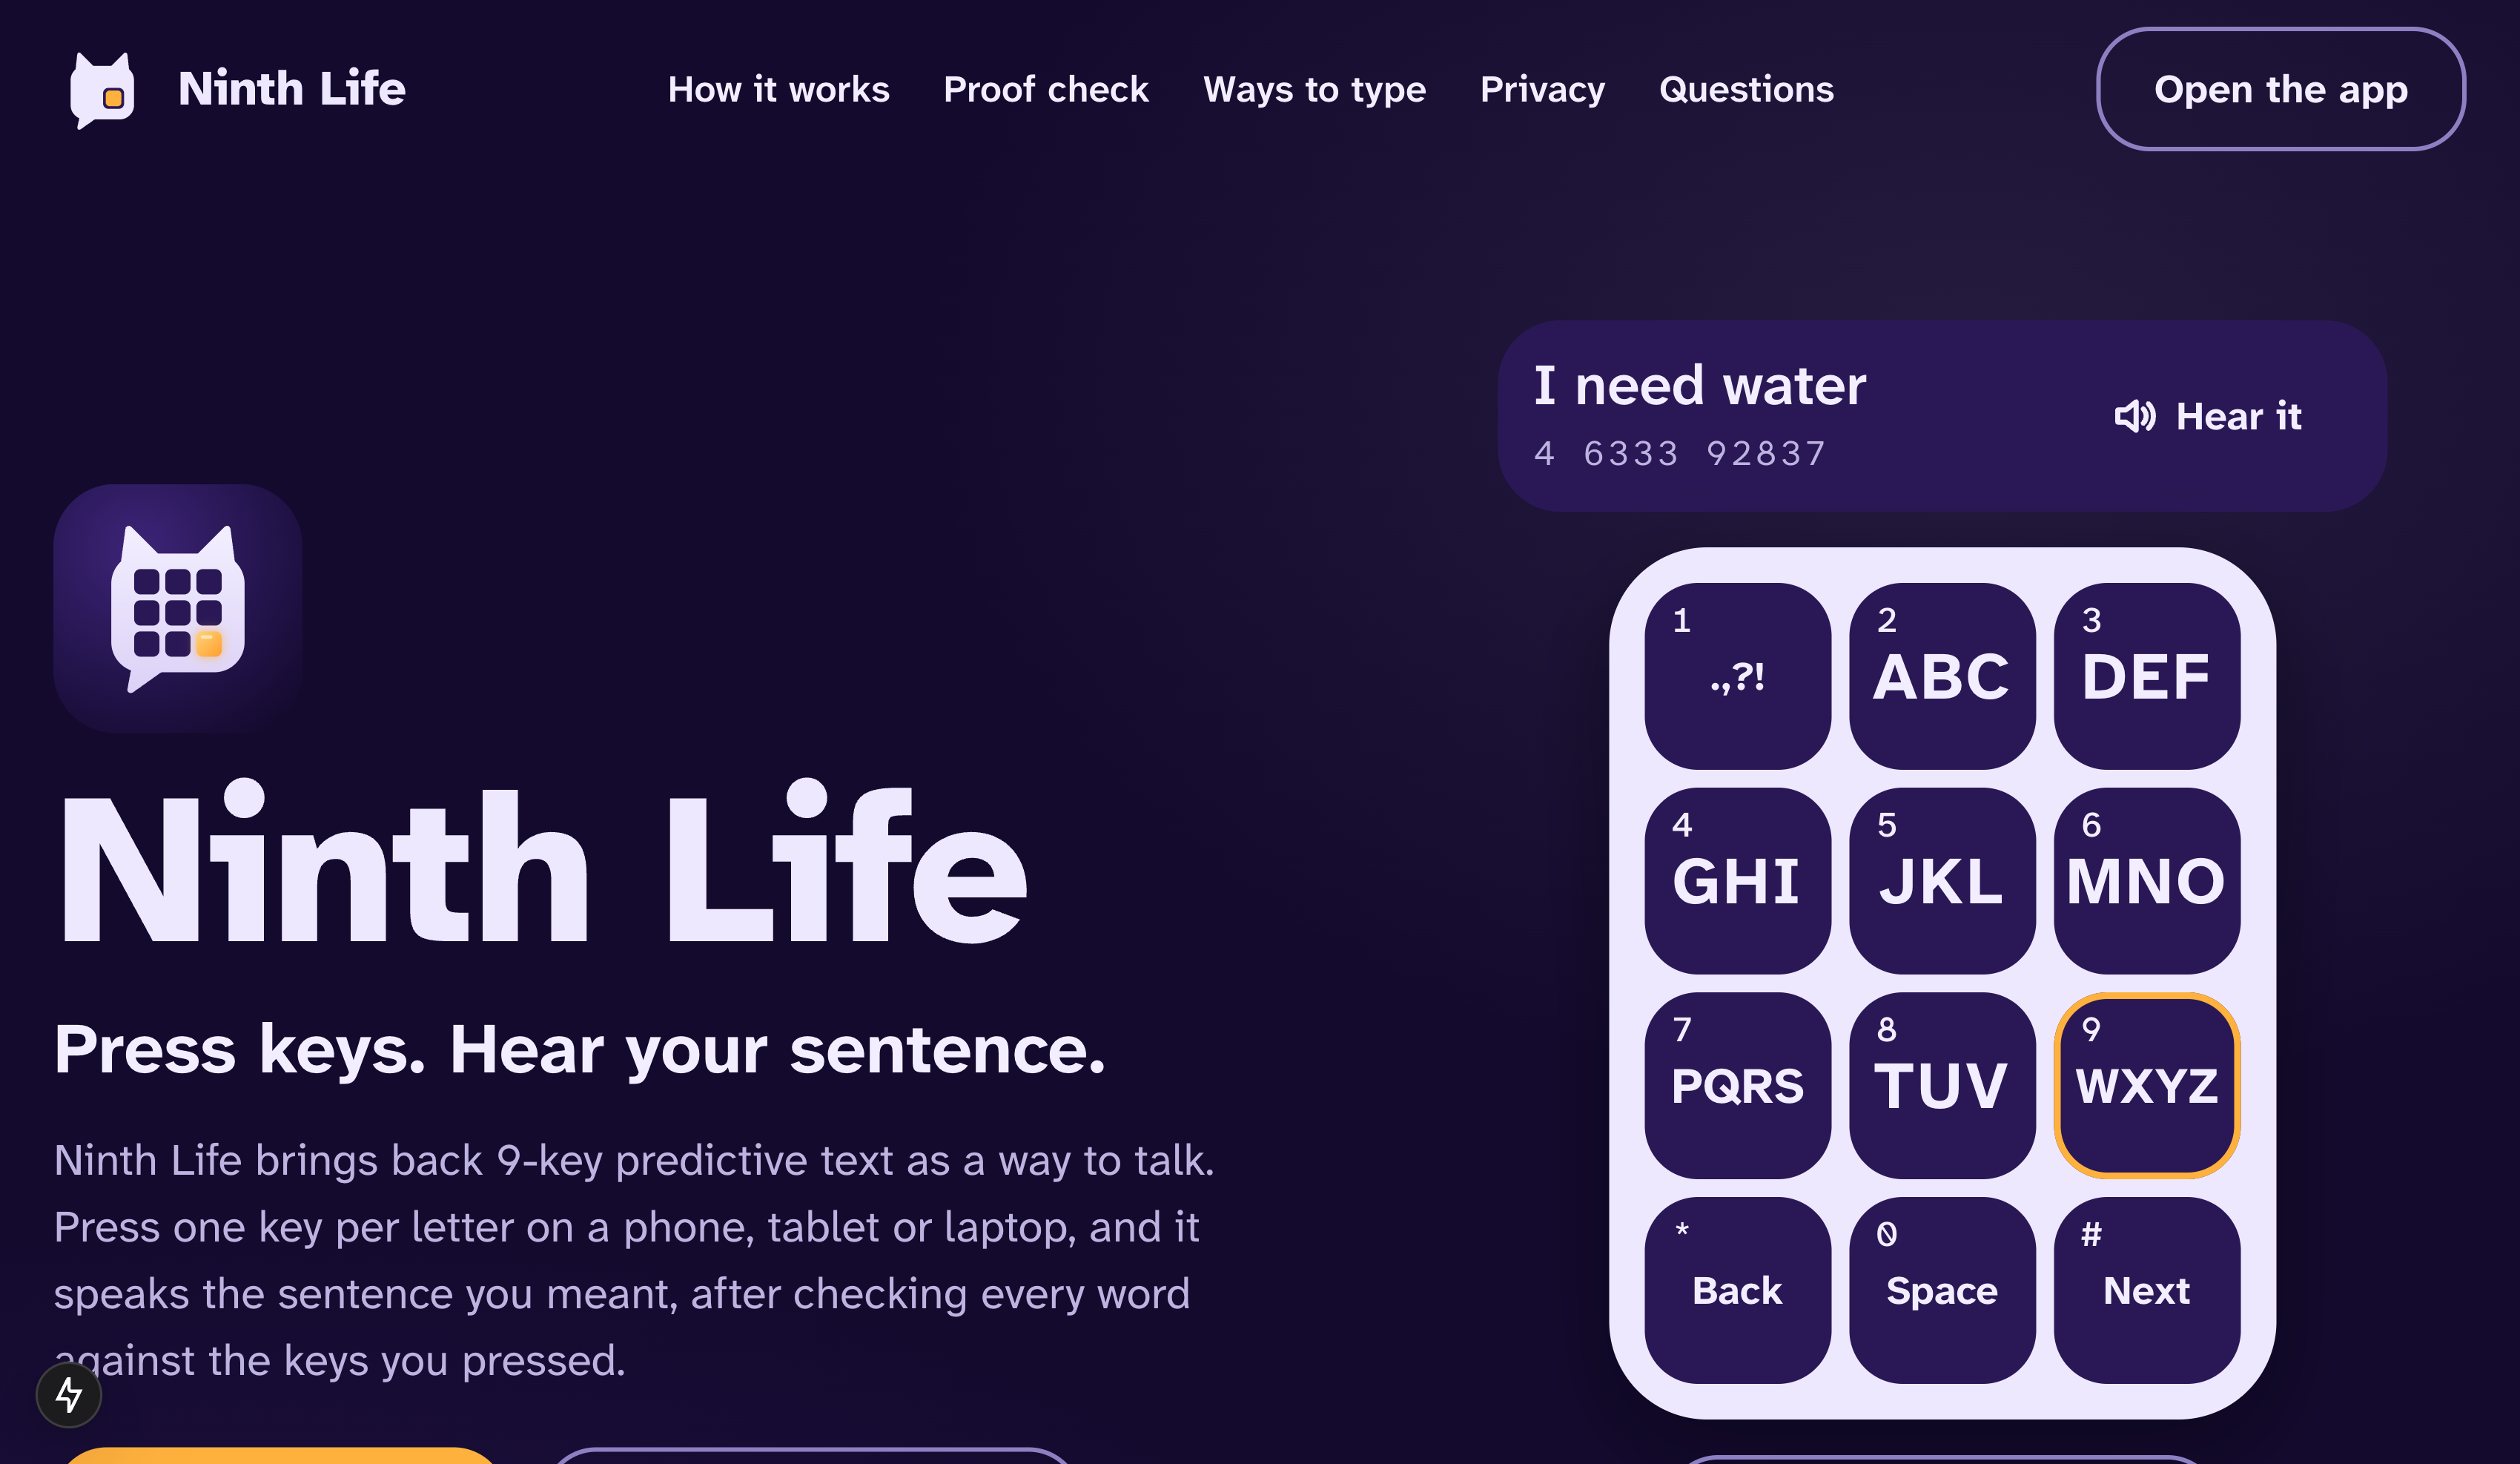 Ninth Life
How it works
Proof check
Ways to type
Privacy
Questions
Open the app
I need water
4 6333 92837
Hear it
Ninth Life
Press keys. Hear your sentence.
Ninth Life brings back 9-key predictive text as a way to talk.
Press one key per letter on a phone, tablet or laptop, and it
speaks the sentence you meant, after checking every word
against the keys you pressed.
1
.,?!
2
ABC
3
DEF
4
GHI
5
JKL
6
MNO
7
PQRS
8
TUV
9
WXYZ
*
Back
0
Space
#
Next